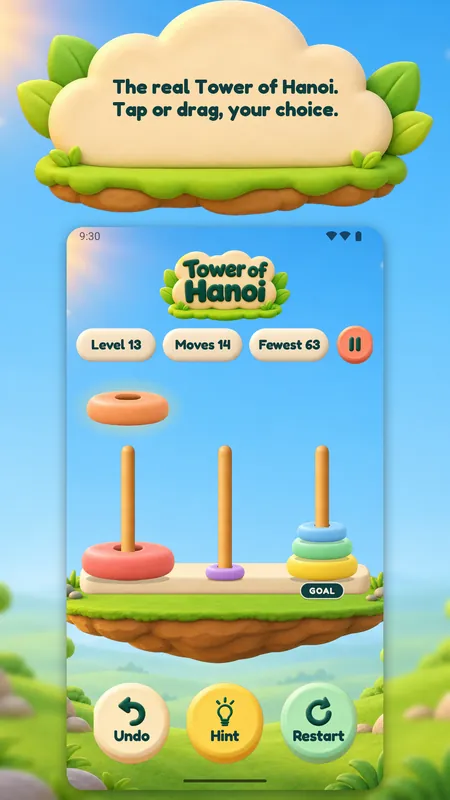 The real Tower of Hanoi.
Tap or drag, your choice.
9:30
Tower of
Hanoi
Level 13
Moves 14
Fewest 63
GOAL
Undo
Hint
Restart